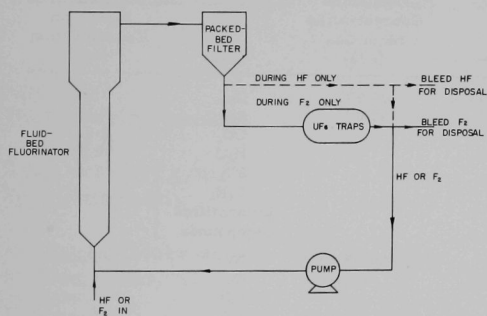 PACKED-
BED
FILTER
DURING HF ONLY
BLEED HF
FOR DISPOSAL
DURING F₂ ONLY
UF₆ TRAPS
BLEED F₂
FOR DISPOSAL
FLUID-
BED
FLUORINATOR
HF OR F₂
PUMP
HF OR
F₂ IN